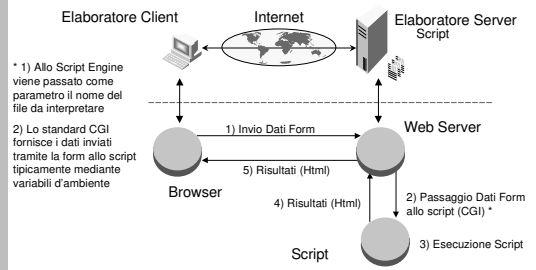 Elaboratore Client
Internet
Elaboratore Server
Script
* 1) Allo Script Engine
viene passato come
parametro il nome del
file da interpretare
2) Lo standard CGI
fornisce i dati inviati
tramite la form allo script
tipicamente mediante
variabili d'ambiente
1) Invio Dati Form
Web Server
5) Risultati (Html)
Browser
4) Risultati (Html)
2) Passaggio Dati Form
allo script (CGI) *
3) Esecuzione Script
Script